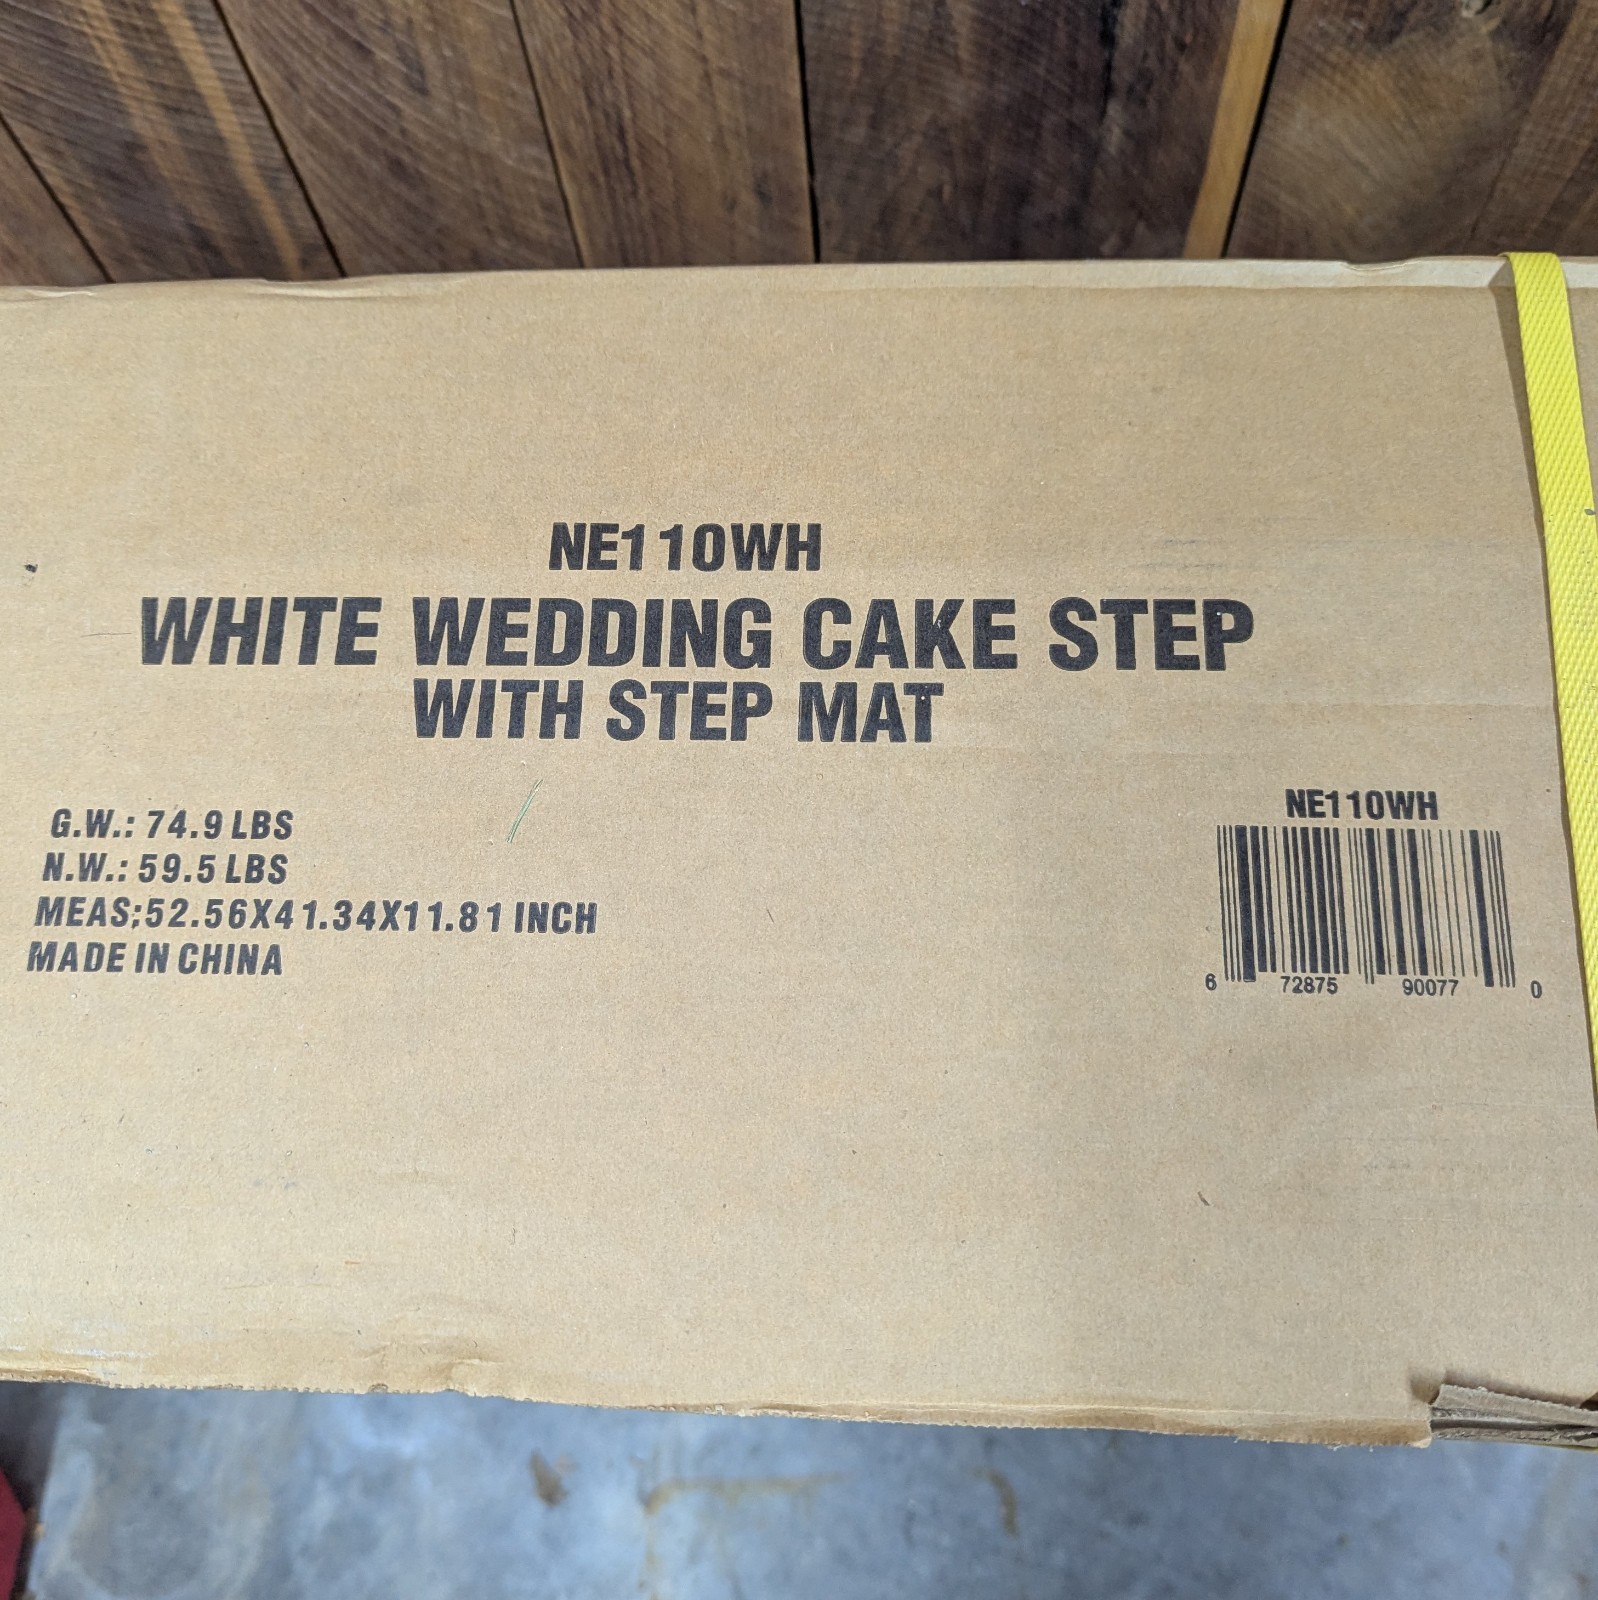 NE110WH
WHITE WEDDING CAKE STEP
WITH STEP MAT
G.W.: 74.9 LBS
N.W.: 59.5 LBS
MEAS;52.56X41.34X11.81 INCH
MADE IN CHINA
NE110WH
6 72875 90077 0